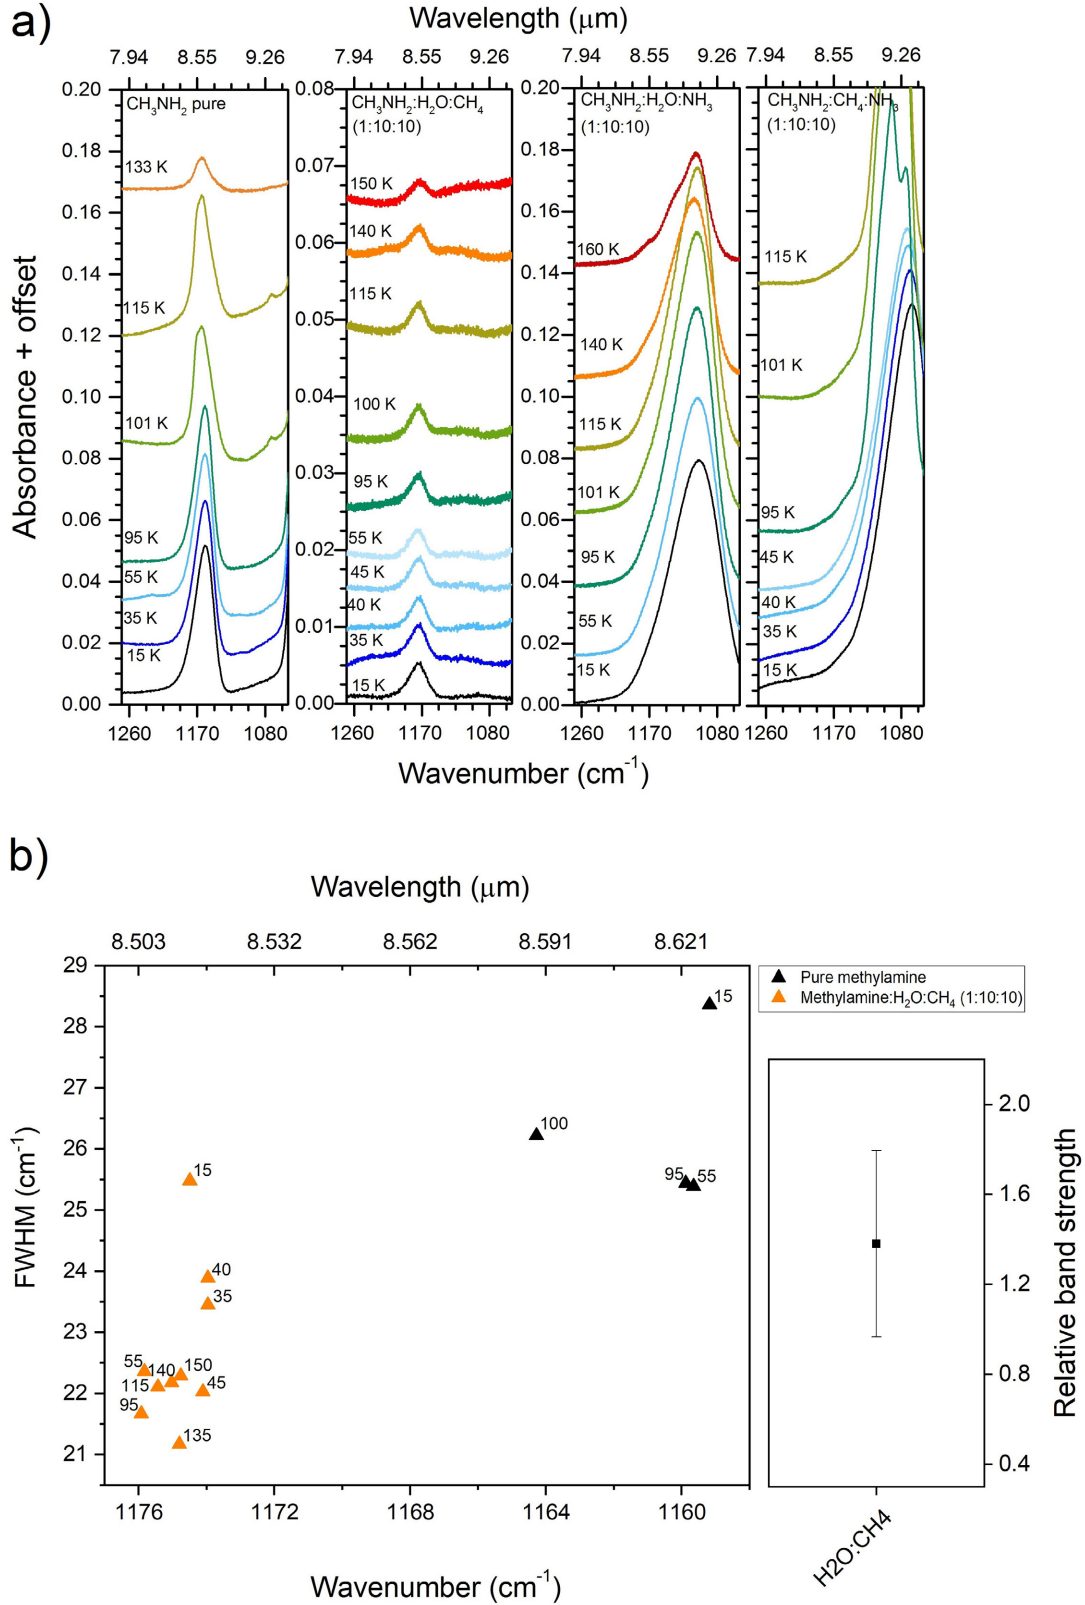 a)
Wavelength (μm)
7.94 8.55 9.26 7.94 8.55 9.26 7.94 8.55 9.26 7.94 8.55 9.26
CH3NH2 pure
0.20
0.18
0.16
0.14
0.12
0.10
0.08
0.06
0.04
0.02
0.00
133 K
115 K
101 K
95 K
55 K
35 K
15 K
1260 1170 1080
CH3NH2:H2O:CH4
(1:10:10)
0.08
0.07
0.06
0.05
0.04
0.03
0.02
0.01
0.00
150 K
140 K
115 K
100 K
95 K
55 K
45 K
40 K
35 K
15 K
1260 1170 1080
CH3NH2:H2O:NH3
(1:10:10)
0.20
0.18
0.16
0.14
0.12
0.10
0.08
0.06
0.04
0.02
0.00
160 K
140 K
115 K
101 K
95 K
55 K
15 K
1260 1170 1080
CH3NH2:CH4:NH3
(1:10:10)
115 K
101 K
95 K
45 K
40 K
35 K
15 K
1260 1170 1080
Absorbance + offset
Wavenumber (cm-1)
b)
Wavelength (μm)
8.503 8.532 8.562 8.591 8.621
29
28
27
26
25
24
23
22
21
FWHM (cm-1)
15
100
95 55
15
40
35
55 140 150
115 45
95
135
1176 1172 1168 1164 1160
Wavenumber (cm-1)
Pure methylamine
Methylamine:H2O:CH4 (1:10:10)
2.0
1.6
1.2
0.8
0.4
Relative band strength
H2O:CH4